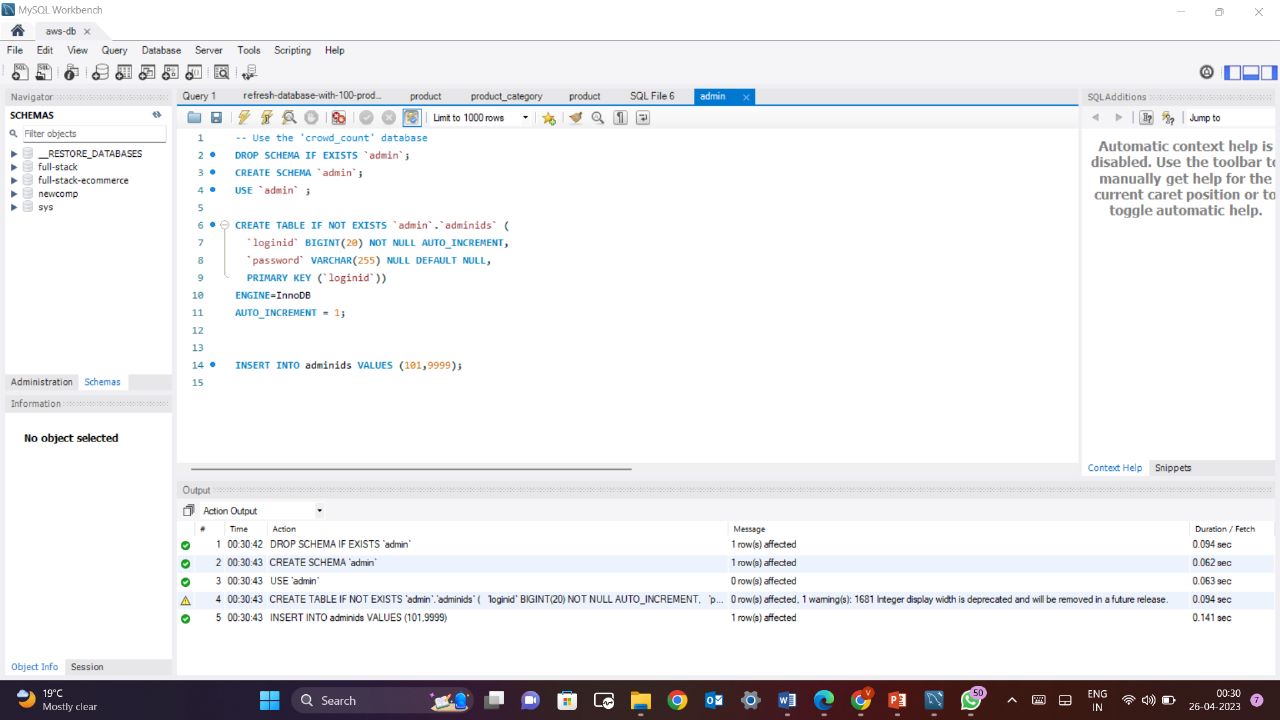 MySQL Workbench
aws-db
File Edit View Query Database Server Tools Scripting Help
Navigator
SCHEMAS
Filter objects
__RESTORE_DATABASES
full-stack
full-stack-ecommerce
newcomp
sys
Administration Schemas
Information
No object selected
Object Info Session
Query 1 refresh-database-with-100-prod... product product_category product SQL File 6 admin
Limit to 1000 rows
1 -- Use the 'crowd_count' database
2 DROP SCHEMA IF EXISTS `admin`;
3 CREATE SCHEMA `admin`;
4 USE `admin` ;
5
6 CREATE TABLE IF NOT EXISTS `admin`.`adminids` (
7 `loginid` BIGINT(20) NOT NULL AUTO_INCREMENT,
8 `password` VARCHAR(255) NULL DEFAULT NULL,
9 PRIMARY KEY (`loginid`))
10 ENGINE=InnoDB
11 AUTO_INCREMENT = 1;
12
13
14 INSERT INTO adminids VALUES (101,9999);
15
SQLAdditions
Jump to
Automatic context help is
disabled. Use the toolbar to
manually get help for the
current caret position or to
toggle automatic help.
Context Help Snippets
Output
Action Output
# Time Action Message Duration / Fetch
1 00:30:42 DROP SCHEMA IF EXISTS `admin` 1 row(s) affected 0.094 sec
2 00:30:43 CREATE SCHEMA `admin` 1 row(s) affected 0.062 sec
3 00:30:43 USE `admin` 0 row(s) affected 0.063 sec
4 00:30:43 CREATE TABLE IF NOT EXISTS `admin`.`adminids` ( `loginid` BIGINT(20) NOT NULL AUTO_INCREMENT, `p... 0 row(s) affected, 1 warning(s): 1681 Integer display width is deprecated and will be removed in a future release. 0.094 sec
5 00:30:43 INSERT INTO adminids VALUES (101,9999) 1 row(s) affected 0.141 sec
19°C
Mostly clear
Search
50
ENG
IN
00:30
26-04-2023
7